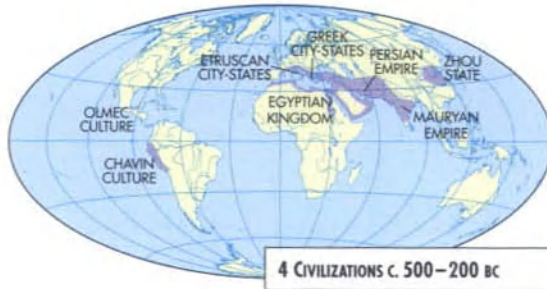 GREEK
CITY-STATES
ETRUSCAN
CITY-STATES
PERSIAN
EMPIRE
ZHOU
STATE
OLMEC
CULTURE
EGYPTIAN
KINGDOM
MAURYAN
EMPIRE
CHAVIN
CULTURE
4 CIVILIZATIONS C. 500–200 BC